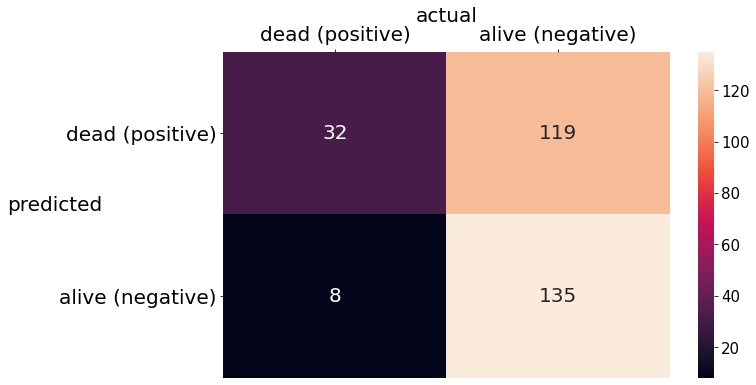 actual
dead (positive) alive (negative)
dead (positive) 32 119
predicted
alive (negative) 8 135
120
100
80
60
40
20